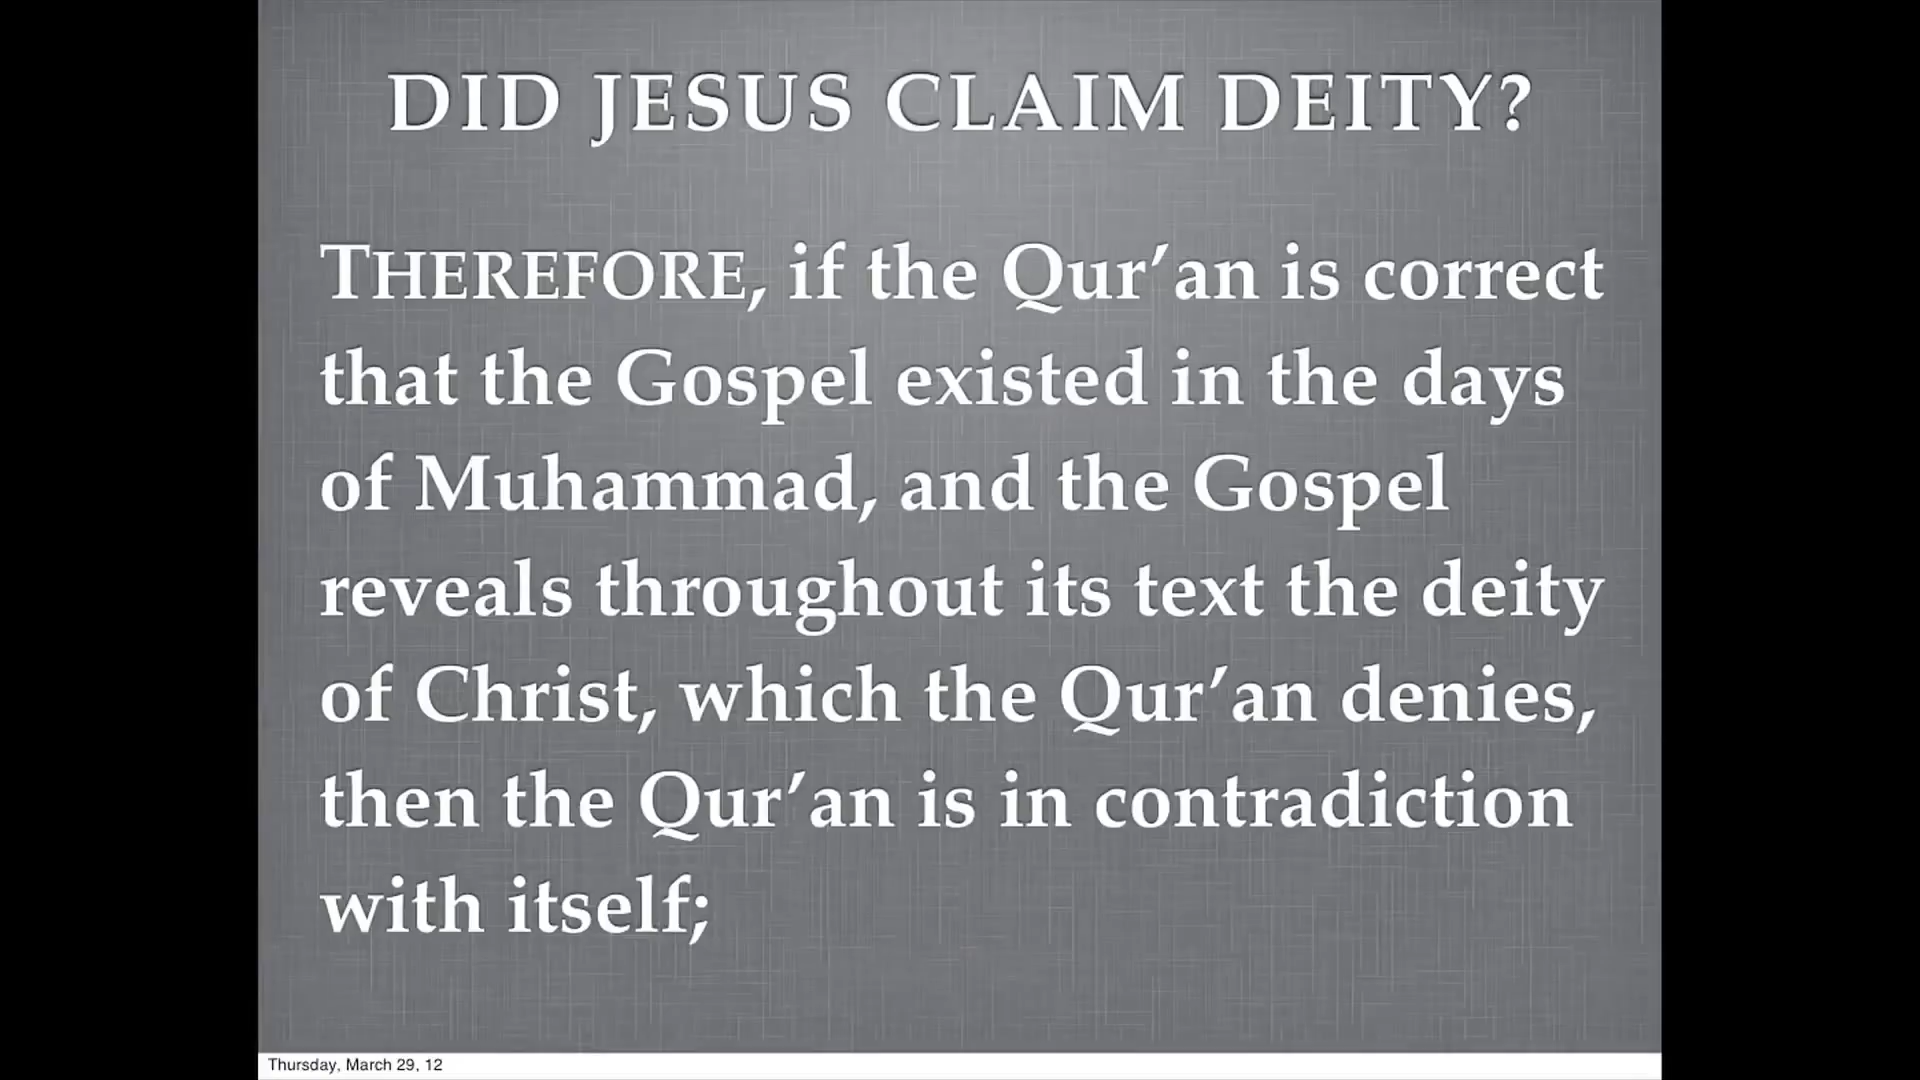 DID JESUS CLAIM DEITY?
THEREFORE, if the Qur’an is correct
that the Gospel existed in the days
of Muhammad, and the Gospel
reveals throughout its text the deity
of Christ, which the Qur’an denies,
then the Qur’an is in contradiction
with itself;
Thursday, March 29, 12